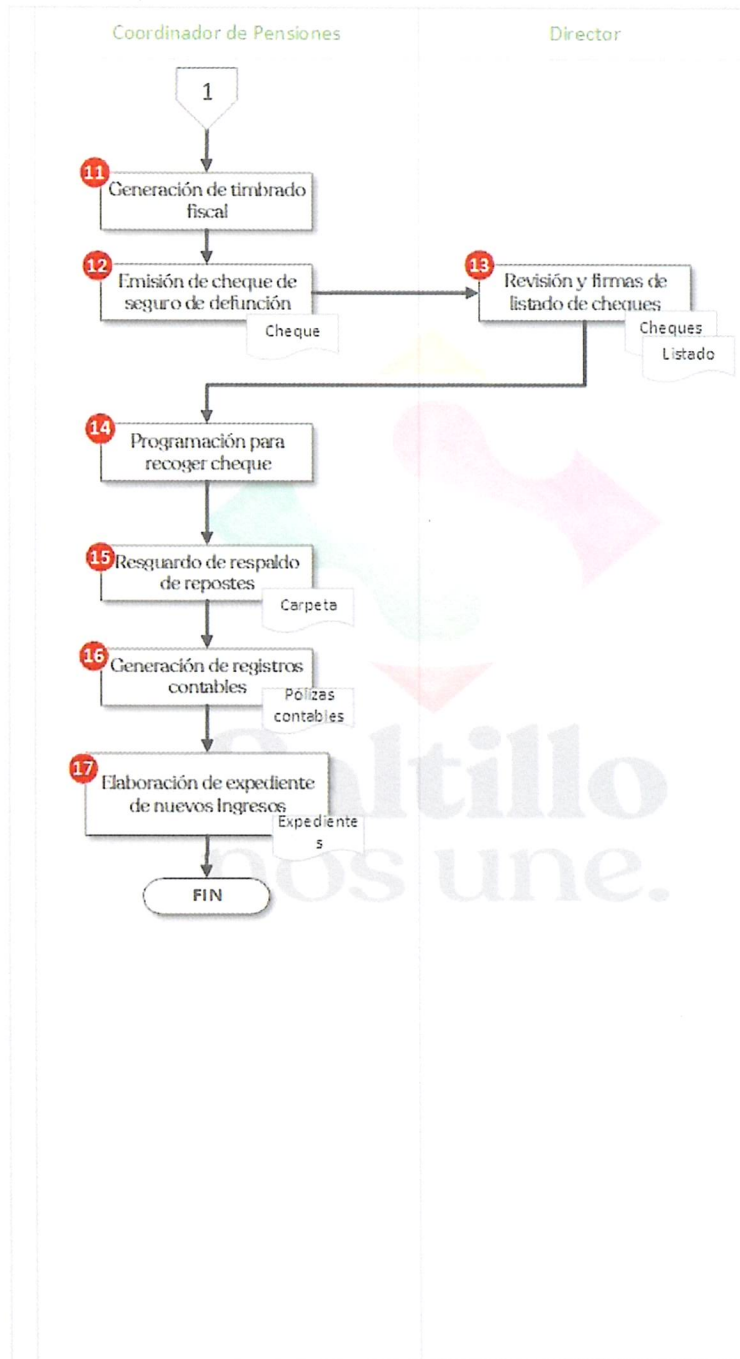 Coordinador de Pensiones
Director
1
11
Generación de timbrado
fiscal
12
Emisión de cheque de
seguro de defunción
Cheque
13
Revisión y firmas de
listado de cheques
Cheques
Listado
14
Programación para
recoger cheque
15
Resguardo de respaldo
de repostes
Carpeta
16
Generación de registros
contables
Pólizas
contables
17
Elaboración de expediente
de nuevos Ingresos
Expediente
s
FIN
Saltillo
nos une.